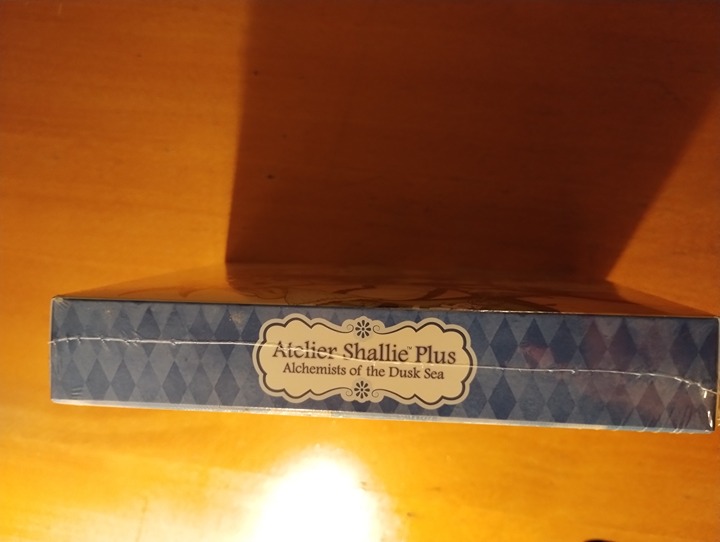 Atelier Shallie™ Plus
Alchemists of the Dusk Sea